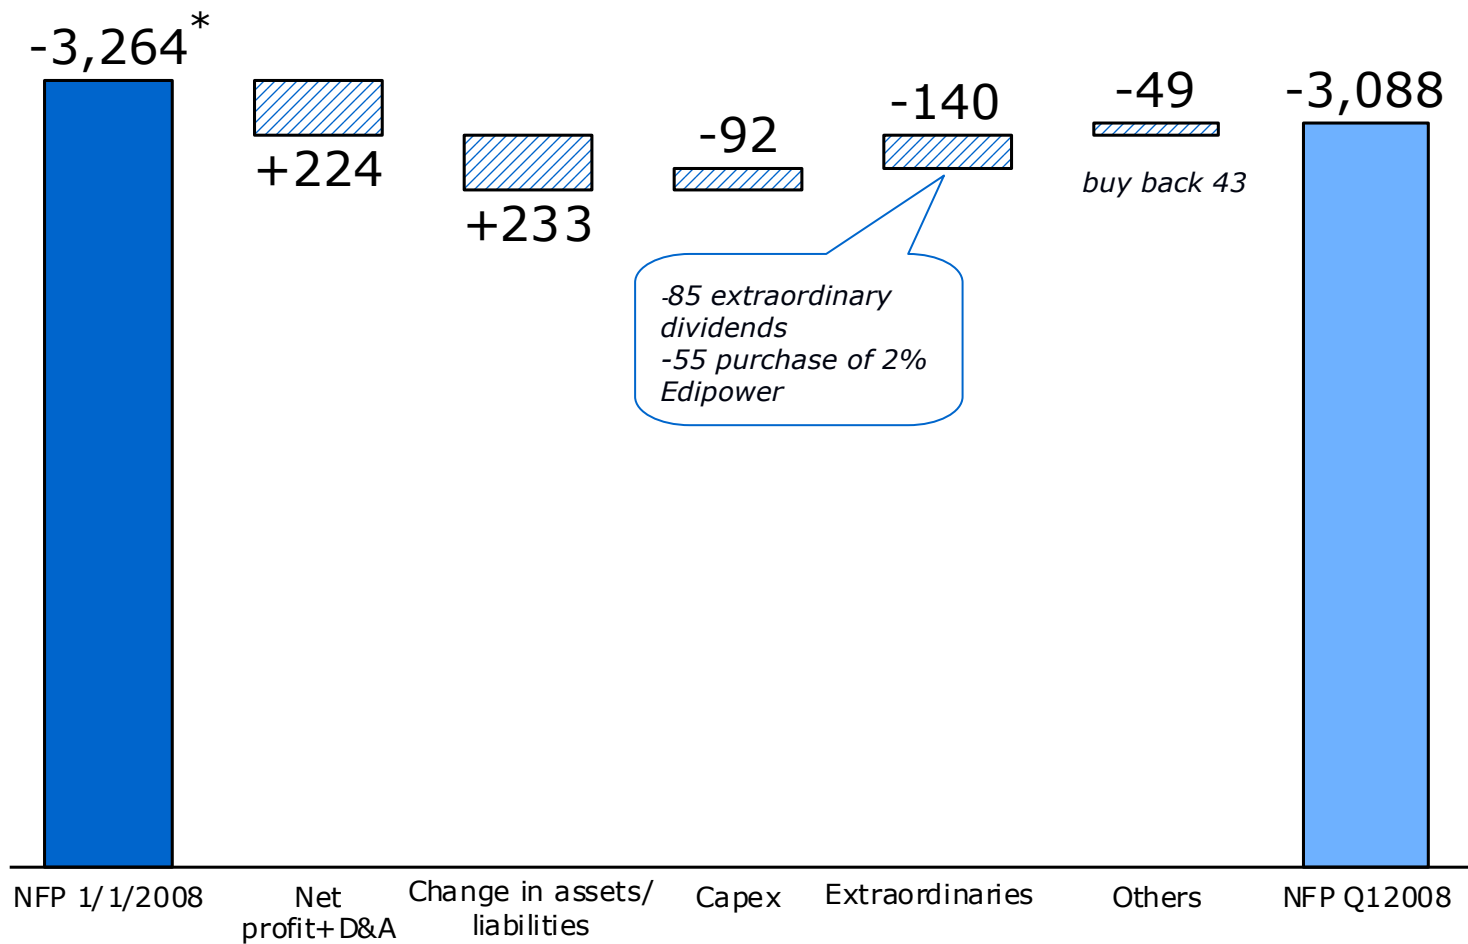 -3,264*
+224
+233
-92
-140
-49
-3,088
buy back 43
-85 extraordinary
dividends
-55 purchase of 2%
Edipower
NFP 1/1/2008
Net
profit+D&A
Change in assets/
liabilities
Capex
Extraordinaries
Others
NFP Q12008